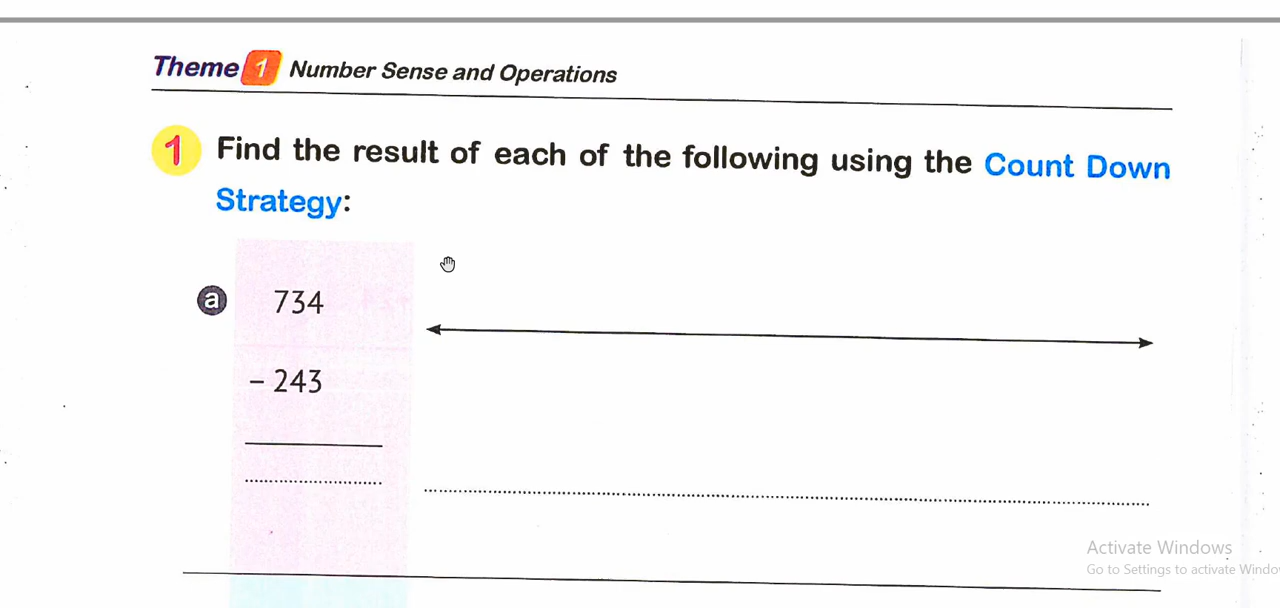 Theme 1 Number Sense and Operations
1 Find the result of each of the following using the Count Down
Strategy:
a 734
- 243
Activate Windows
Go to Settings to activate Windo